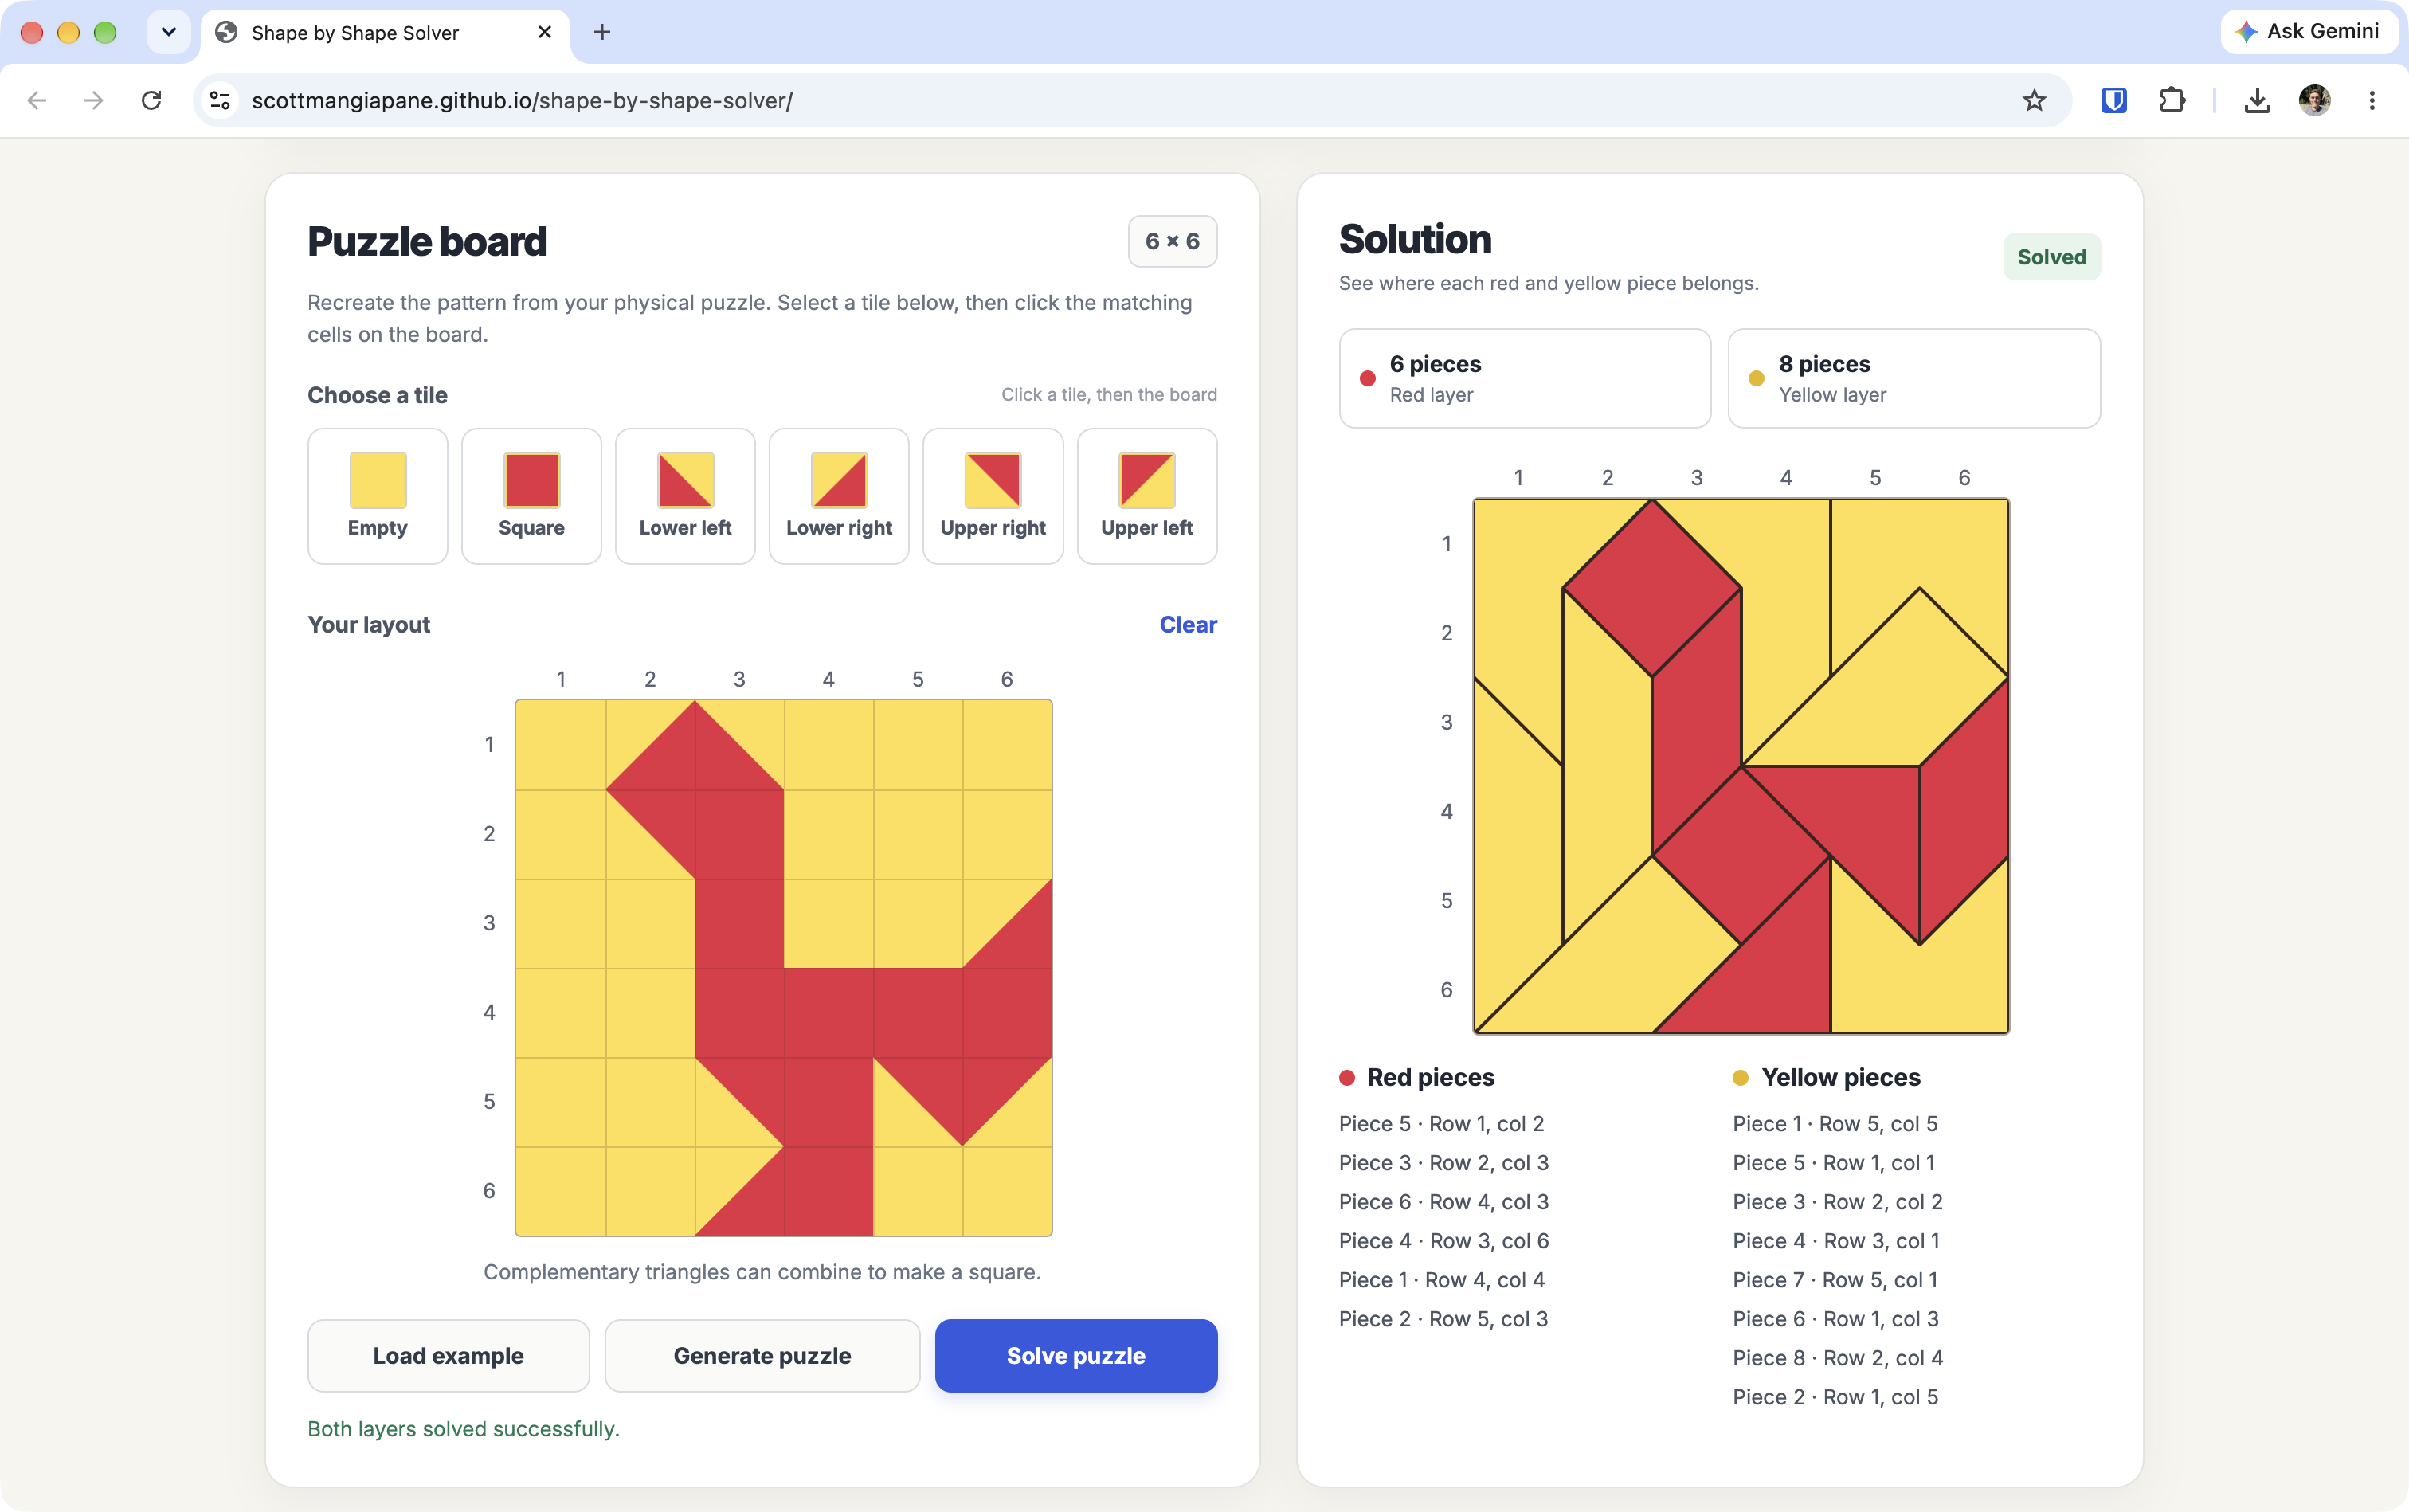 Shape by Shape Solver
Ask Gemini
scottmangiapane.github.io/shape-by-shape-solver/
Puzzle board
6 × 6
Recreate the pattern from your physical puzzle. Select a tile below, then click the matching
cells on the board.
Choose a tile
Click a tile, then the board
Empty
Square
Lower left
Lower right
Upper right
Upper left
Your layout
Clear
1 2 3 4 5 6
1
2
3
4
5
6
Complementary triangles can combine to make a square.
Load example
Generate puzzle
Solve puzzle
Both layers solved successfully.
Solution
Solved
See where each red and yellow piece belongs.
6 pieces
Red layer
8 pieces
Yellow layer
1 2 3 4 5 6
1
2
3
4
5
6
Red pieces
Piece 5 · Row 1, col 2
Piece 3 · Row 2, col 3
Piece 6 · Row 4, col 3
Piece 4 · Row 3, col 6
Piece 1 · Row 4, col 4
Piece 2 · Row 5, col 3
Yellow pieces
Piece 1 · Row 5, col 5
Piece 5 · Row 1, col 1
Piece 3 · Row 2, col 2
Piece 4 · Row 3, col 1
Piece 7 · Row 5, col 1
Piece 6 · Row 1, col 3
Piece 8 · Row 2, col 4
Piece 2 · Row 1, col 5